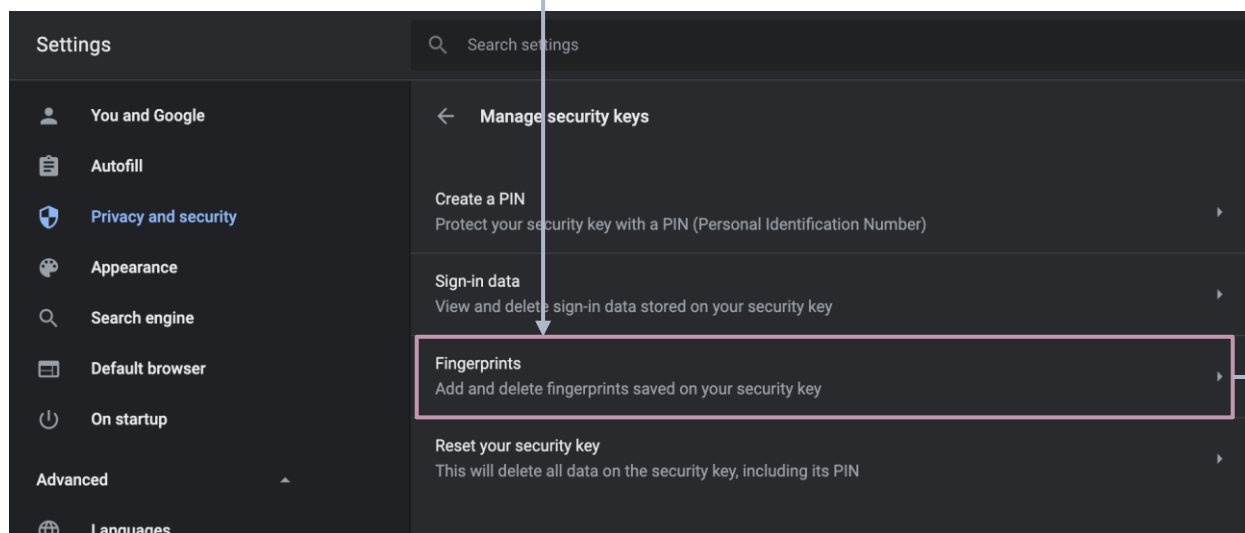 Settings
Search settings
You and Google
Autofill
Privacy and security
Appearance
Search engine
Default browser
On startup
Advanced
Languages
Manage security keys
Create a PIN
Protect your security key with a PIN (Personal Identification Number)
Sign-in data
View and delete sign-in data stored on your security key
Fingerprints
Add and delete fingerprints saved on your security key
Reset your security key
This will delete all data on the security key, including its PIN